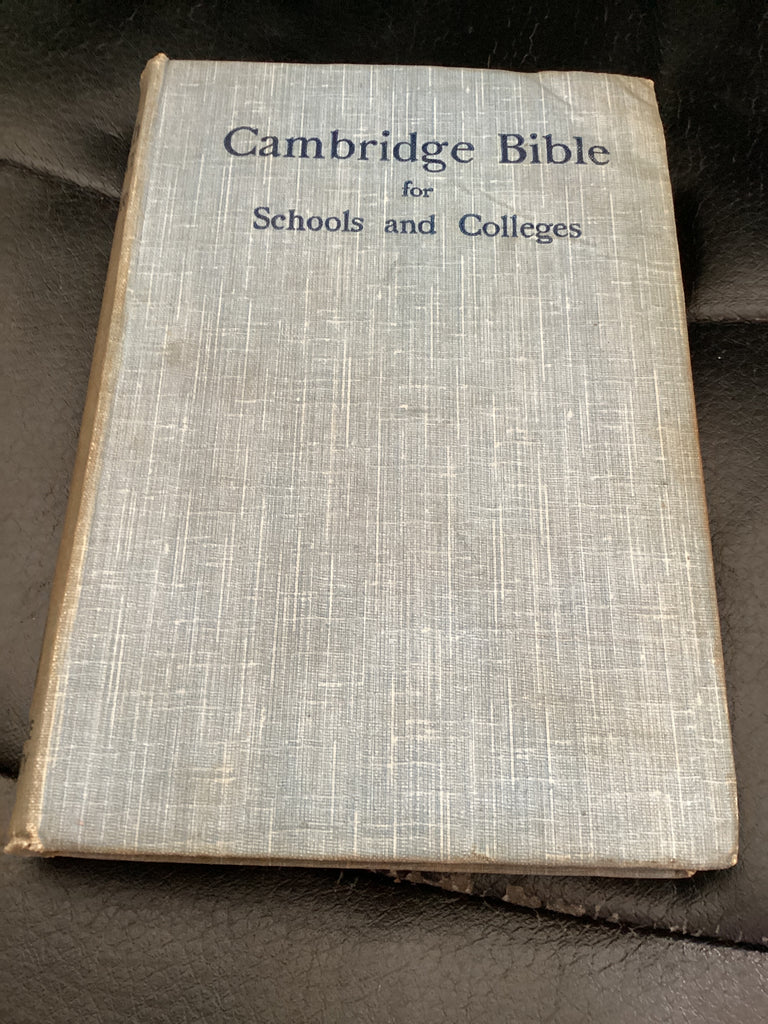 Cambridge Bible
for
Schools and Colleges